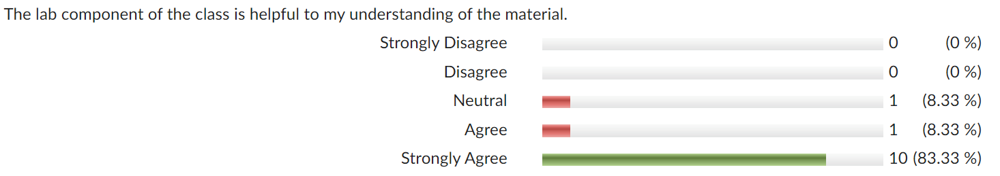 The lab component of the class is helpful to my understanding of the material.
Strongly Disagree 0 (0 %)
Disagree 0 (0 %)
Neutral 1 (8.33 %)
Agree 1 (8.33 %)
Strongly Agree 10 (83.33 %)